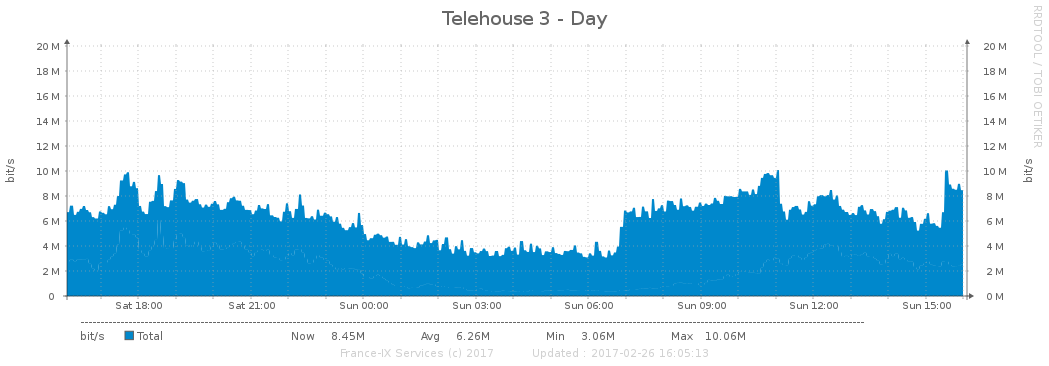 Telehouse 3 - Day
RRDTOOL / TOBI OETIKER
bit/s
bit/s
20 M 20 M
18 M 18 M
16 M 16 M
14 M 14 M
12 M 12 M
10 M 10 M
8 M 8 M
6 M 6 M
4 M 4 M
2 M 2 M
0 0 M
Sat 18:00 Sat 21:00 Sun 00:00 Sun 03:00 Sun 06:00 Sun 09:00 Sun 12:00 Sun 15:00
bit/s Total Now 8.45M Avg 6.26M Min 3.06M Max 10.06M
France-IX Services (c) 2017 Updated : 2017-02-26 16:05:13